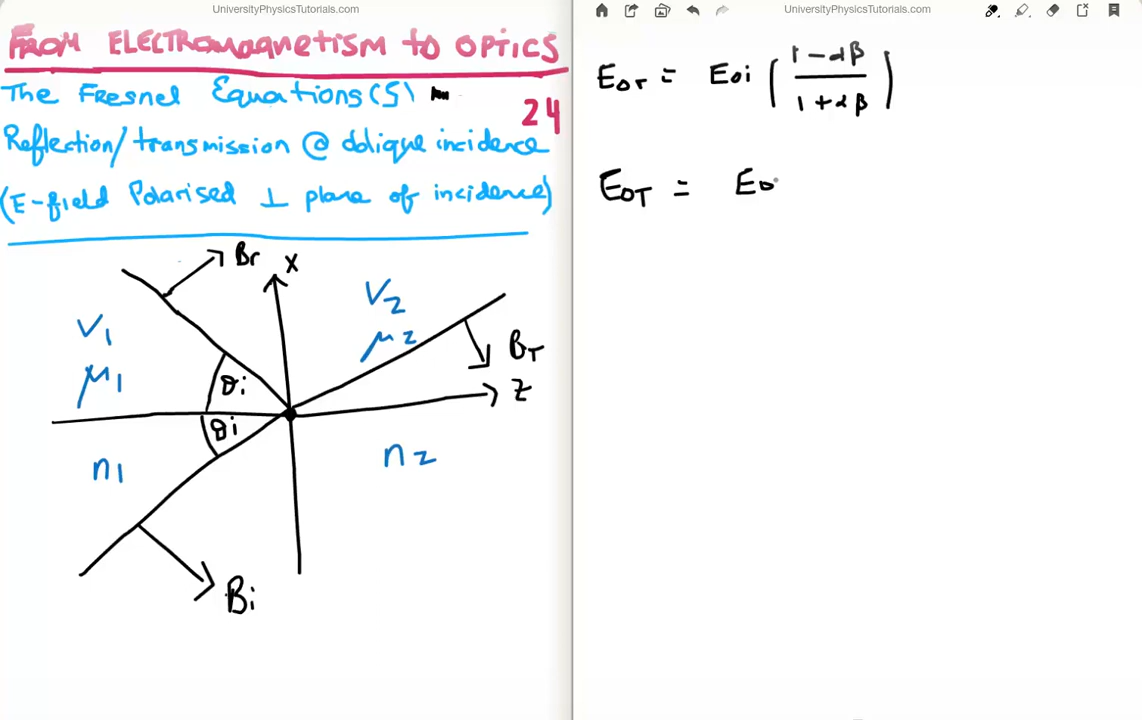 UniversityPhysicsTutorials.com
FROM ELECTROMAGNETISM TO OPTICS
The Fresnel Equations (5)
24
Reflection/transmission @ oblique incidence
(E-field Polarised ⊥ plane of incidence)
Br
X
V1
V2
μ1
μ2
BT
θi
Z
θi
n1
n2
Bi
UniversityPhysicsTutorials.com
E0r = E0i ( 1-αβ / 1+αβ )
E0T = E0